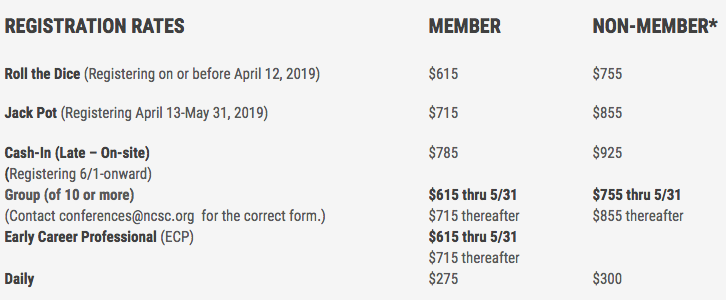 REGISTRATION RATES MEMBER NON-MEMBER*
Roll the Dice (Registering on or before April 12, 2019) $615 $755
Jack Pot (Registering April 13-May 31, 2019) $715 $855
Cash-In (Late – On-site) $785 $925
(Registering 6/1-onward)
Group (of 10 or more) $615 thru 5/31 $755 thru 5/31
(Contact conferences@ncsc.org for the correct form.) $715 thereafter $855 thereafter
Early Career Professional (ECP) $615 thru 5/31
$715 thereafter
Daily $275 $300